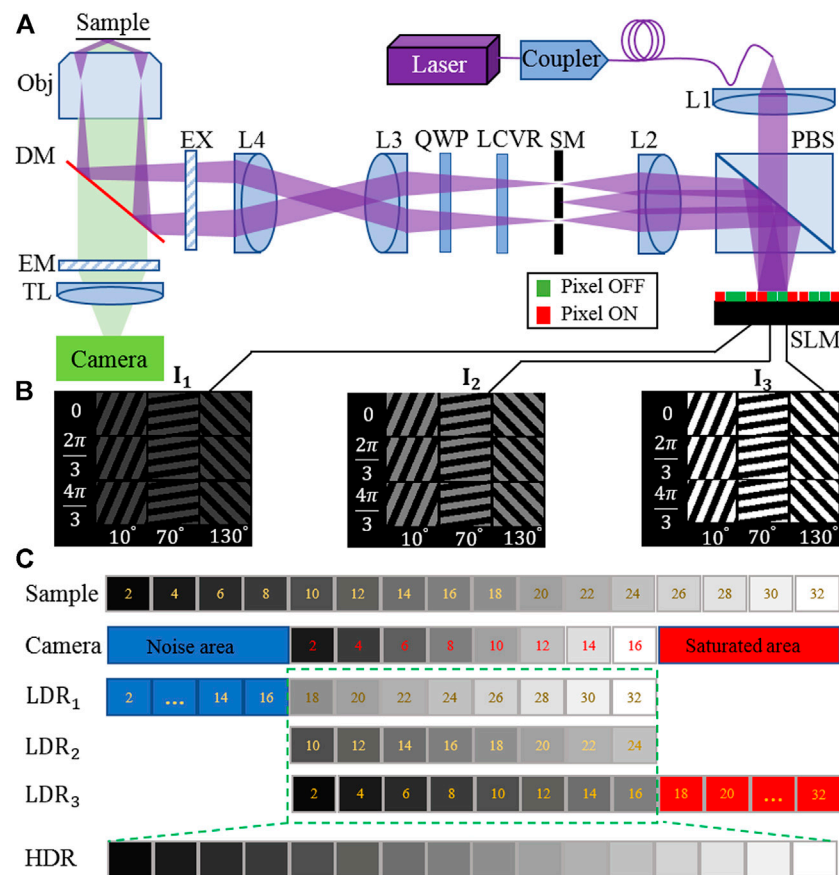 A
Sample
Obj
DM
EX
L4
L3
QWP
LCVR
SM
L2
Laser
Coupler
L1
PBS
EM
TL
Camera
Pixel OFF
Pixel ON
SLM
B
I₁
I₂
I₃
0
2π/3
4π/3
10° 70° 130°
0
2π/3
4π/3
10° 70° 130°
0
2π/3
4π/3
10° 70° 130°
C
Sample 2 4 6 8 10 12 14 16 18 20 22 24 26 28 30 32
Camera Noise area 2 4 6 8 10 12 14 16 Saturated area
LDR₁ 2 ... 14 16 18 20 22 24 26 28 30 32
LDR₂ 10 12 14 16 18 20 22 24
LDR₃ 2 4 6 8 10 12 14 16 18 20 ... 32
HDR